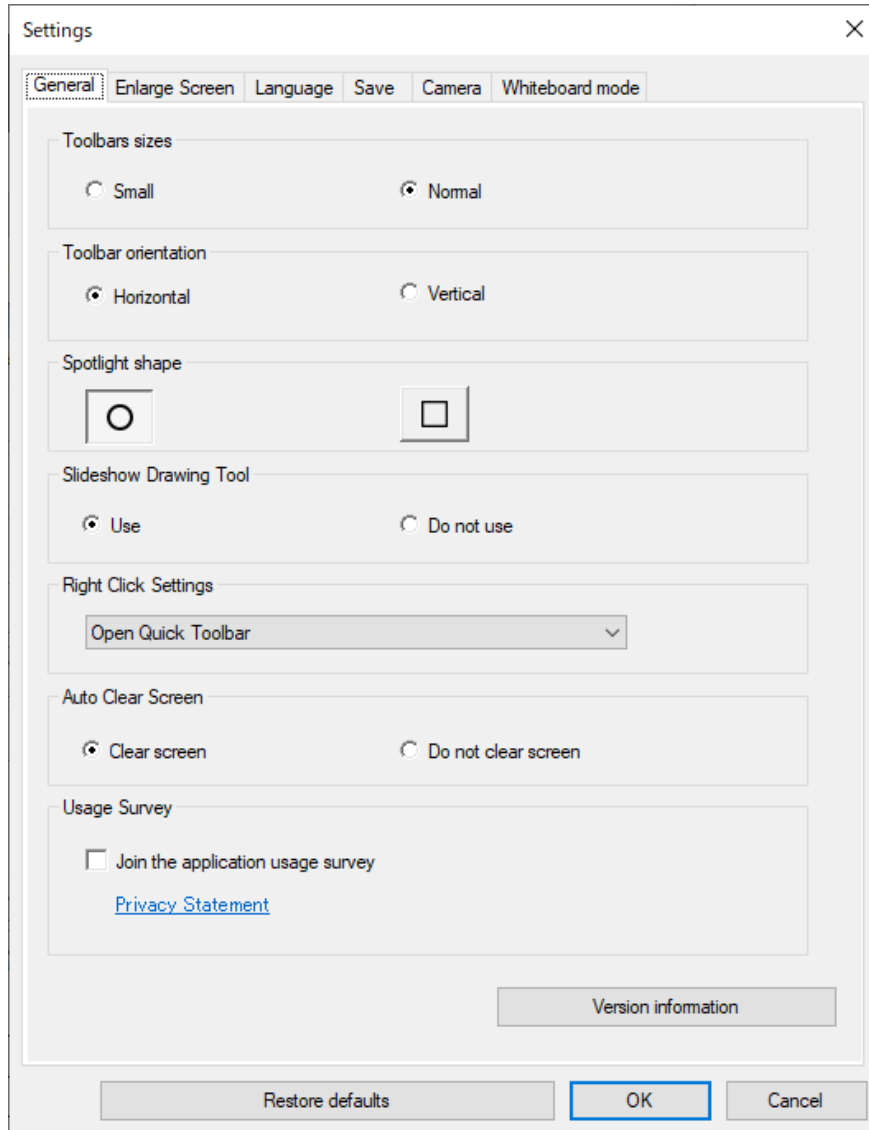 Settings
General Enlarge Screen Language Save Camera Whiteboard mode
Toolbars sizes
Small Normal
Toolbar orientation
Horizontal Vertical
Spotlight shape
Slideshow Drawing Tool
Use Do not use
Right Click Settings
Open Quick Toolbar
Auto Clear Screen
Clear screen Do not clear screen
Usage Survey
Join the application usage survey
Privacy Statement
Version information
Restore defaults OK Cancel